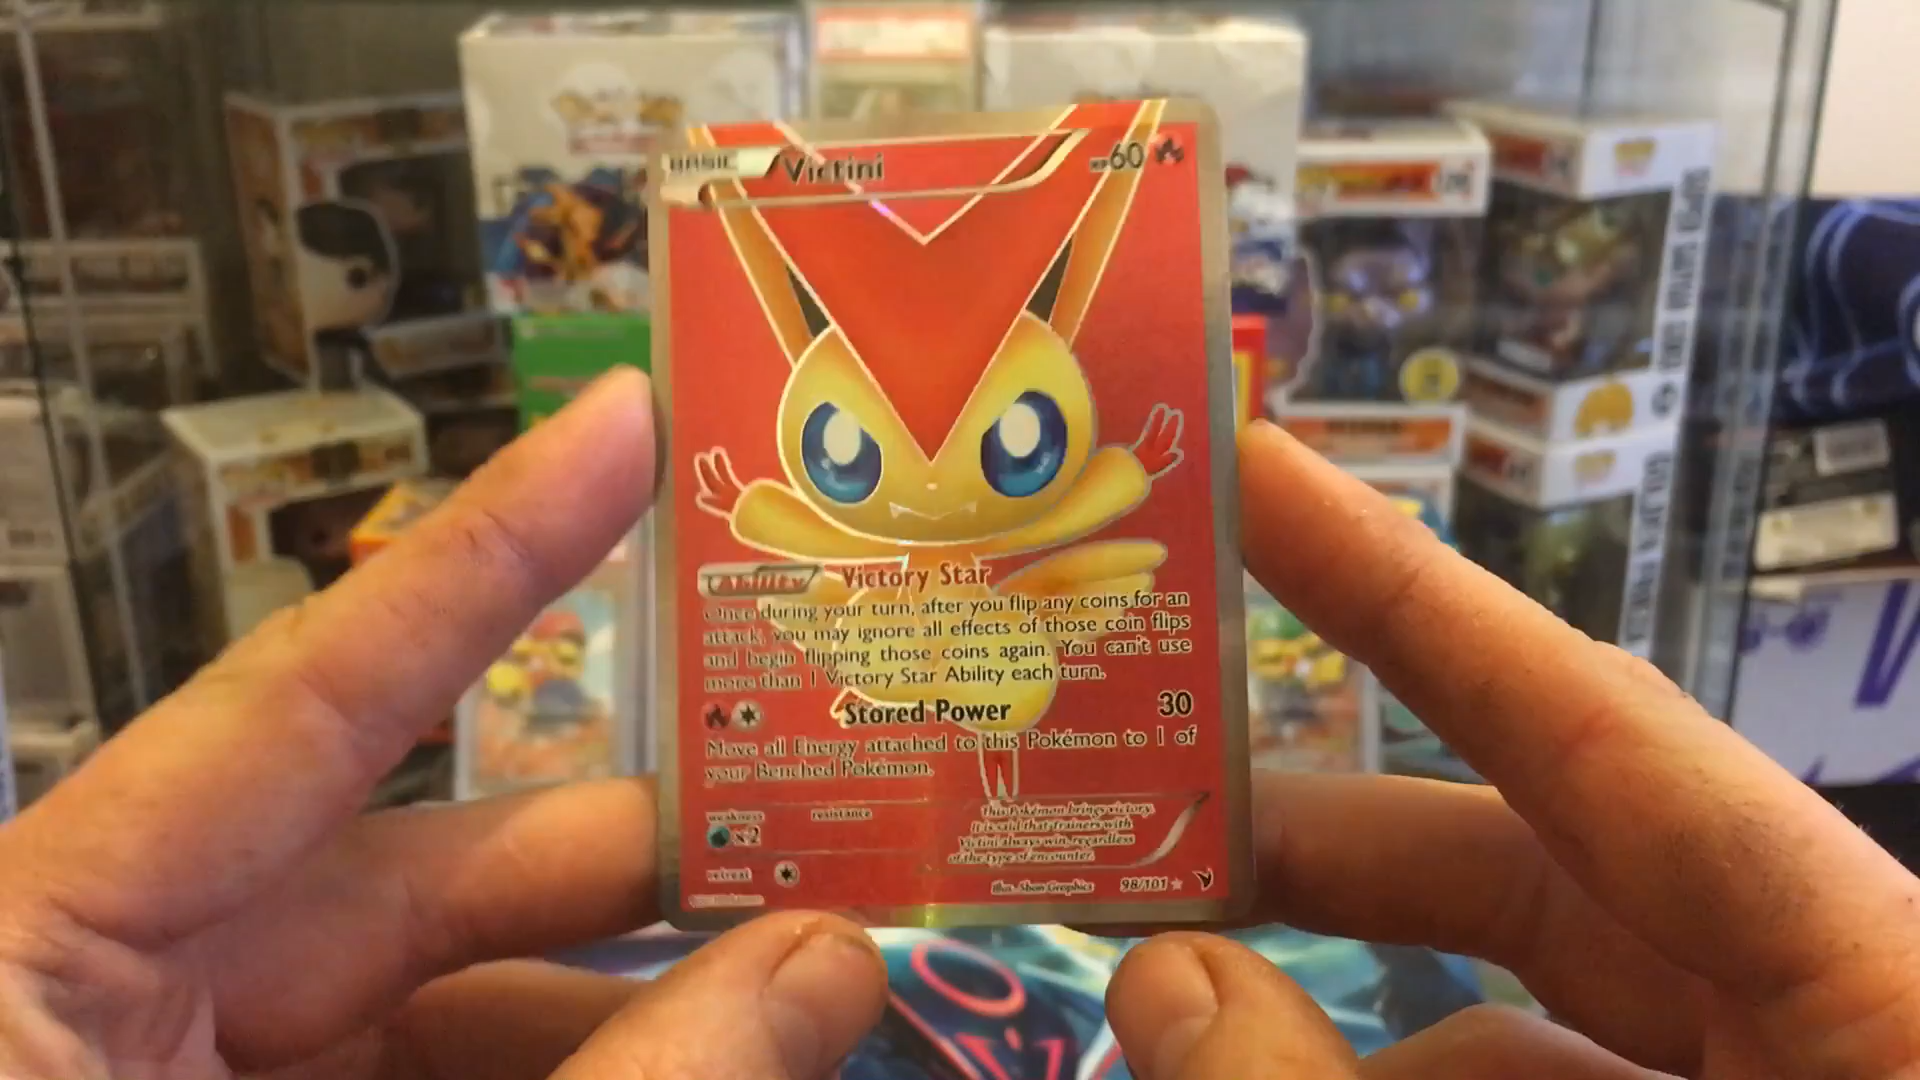 BASIC Victini HP60
Ability Victory Star
Once during your turn, after you flip any coins for an
attack, you may ignore all effects of those coin flips
and begin flipping those coins again. You can't use
more than 1 Victory Star Ability each turn.
Stored Power 30
Move all Energy attached to this Pokémon to 1 of
your Benched Pokémon.
weakness resistance
×2
This Pokémon brings victory.
It is said that Trainers with
Victini always win, regardless
of the type of encounter.
retreat
Illus. Shon Graphics 98/101